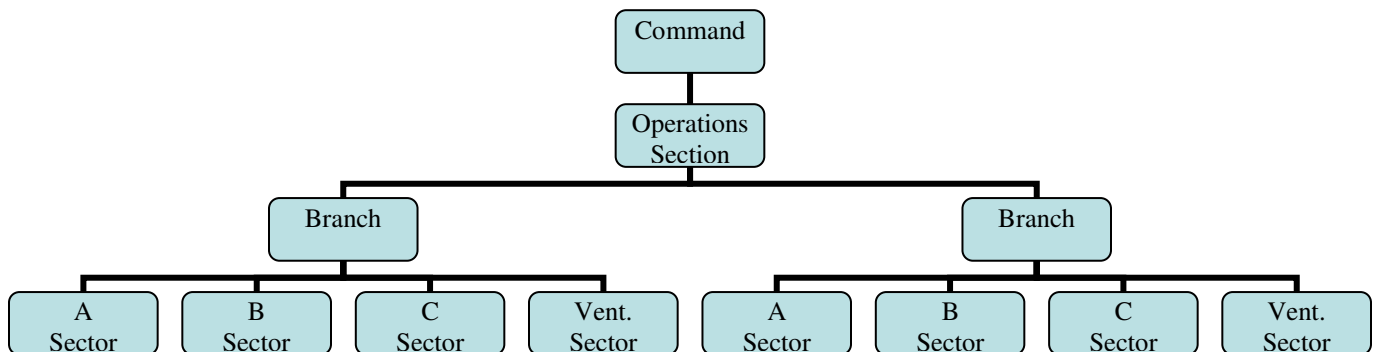 Command
Operations
Section
Branch
Branch
A
Sector
B
Sector
C
Sector
Vent.
Sector
A
Sector
B
Sector
C
Sector
Vent.
Sector